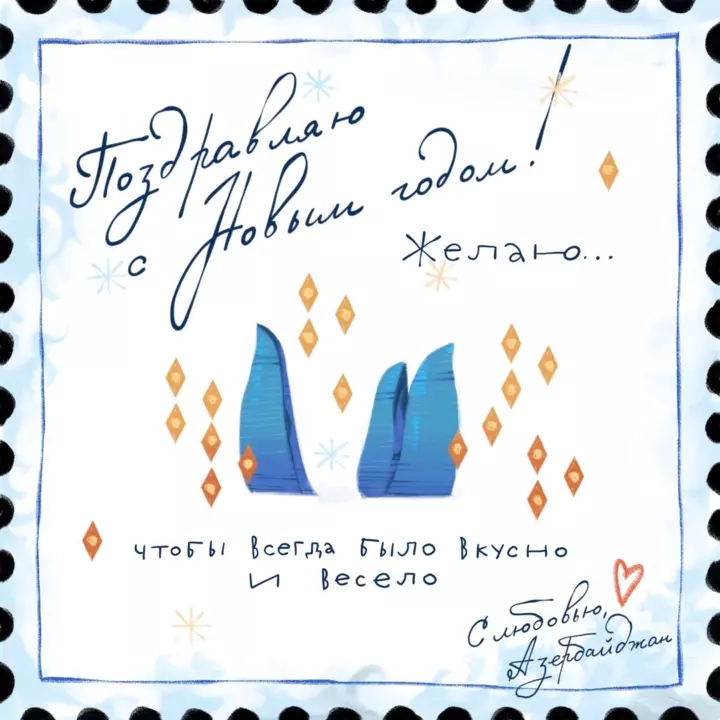 Поздравляю
с Новым годом!
Желаю...
чтобы всегда было вкусно
и весело
С любовью,
Азербайджан